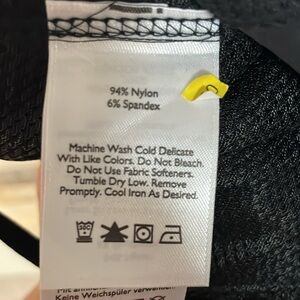 94% Nylon
6% Spandex
Machine Wash Cold Delicate
With Like Colors. Do Not Bleach.
Do Not Use Fabric Softeners.
Tumble Dry Low. Remove
Promptly. Cool Iron As Desired.
30C
Keine Weichspüler verwenden